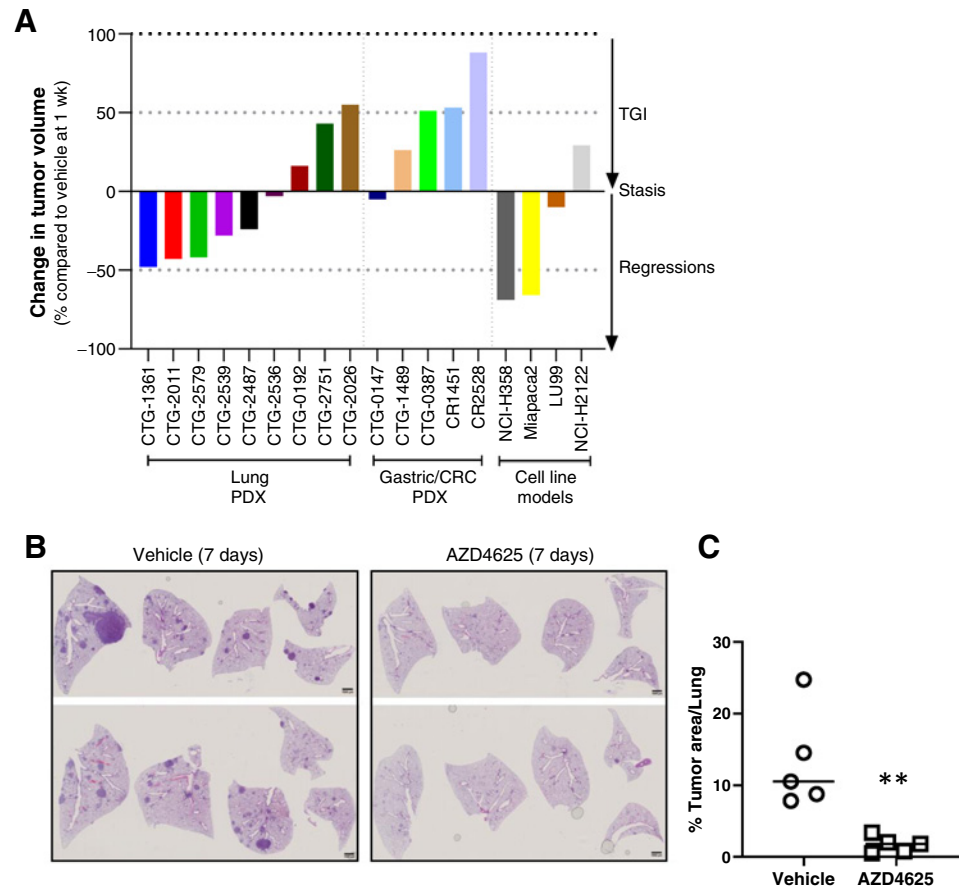 A
Change in tumor volume
(% compared to vehicle at 1 wk)
100
50
0
−50
−100
TGI
Stasis
Regressions
CTG-1361
CTG-2011
CTG-2579
CTG-2539
CTG-2487
CTG-2536
CTG-0192
CTG-2751
CTG-2026
CTG-0147
CTG-1489
CTG-0387
CR1451
CR2528
NCI-H358
Miapaca2
LU99
NCI-H2122
Lung
PDX
Gastric/CRC
PDX
Cell line
models
B
Vehicle (7 days)
AZD4625 (7 days)
C
% Tumor area/Lung
30
20
10
0
**
Vehicle
AZD4625